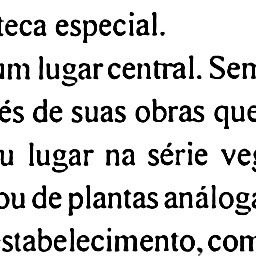 teca especial.
um lugar central. Sem
és de suas obras que
u lugar na série veg
ou de plantas análoga
stabelecimento, com